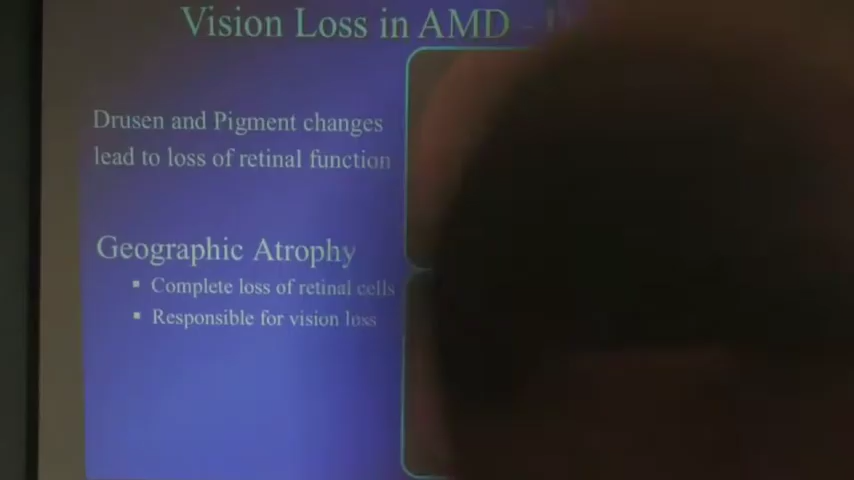 Vision Loss in AMD -
Drusen and Pigment changes
lead to loss of retinal function
Geographic Atrophy
▪ Complete loss of retinal cells
▪ Responsible for vision loss